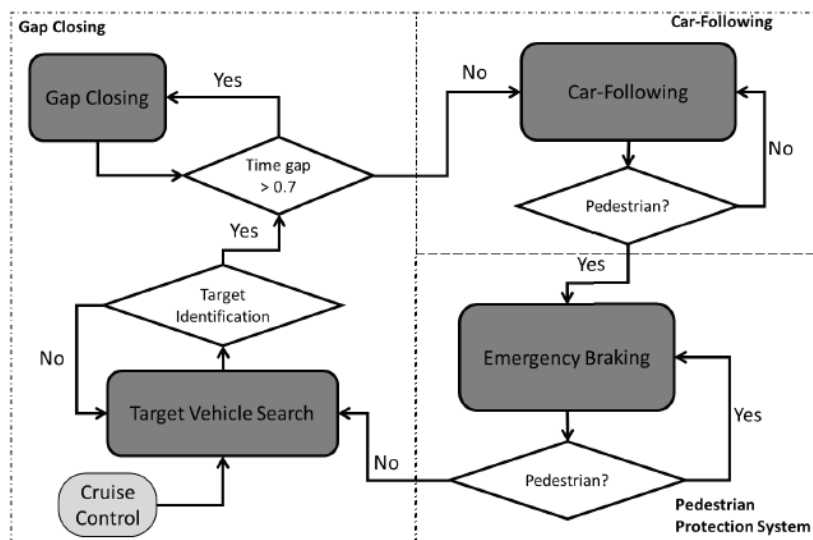 Gap Closing
Car-Following
Yes
No
Gap Closing
Car-Following
Time gap
> 0.7
No
Pedestrian?
Yes
Yes
Target
Identification
No
Emergency Braking
Target Vehicle Search
Yes
No
Pedestrian?
Cruise
Control
Pedestrian
Protection System